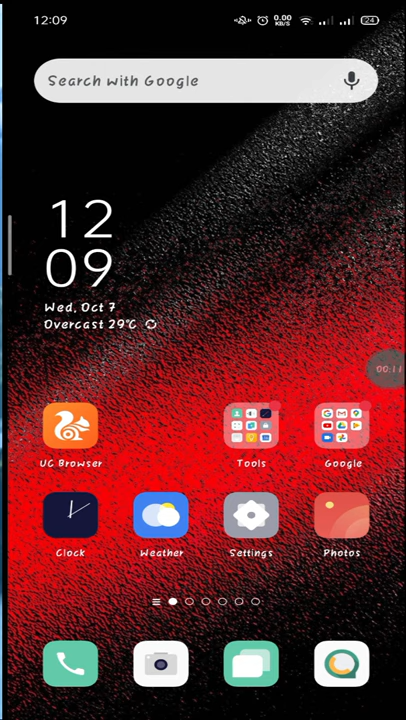 12:09
0.00
KB/S
24
Search with Google
12
09
Wed, Oct 7
Overcast 29°C
00:11
UC Browser
Tools
Google
Clock
Weather
Settings
Photos